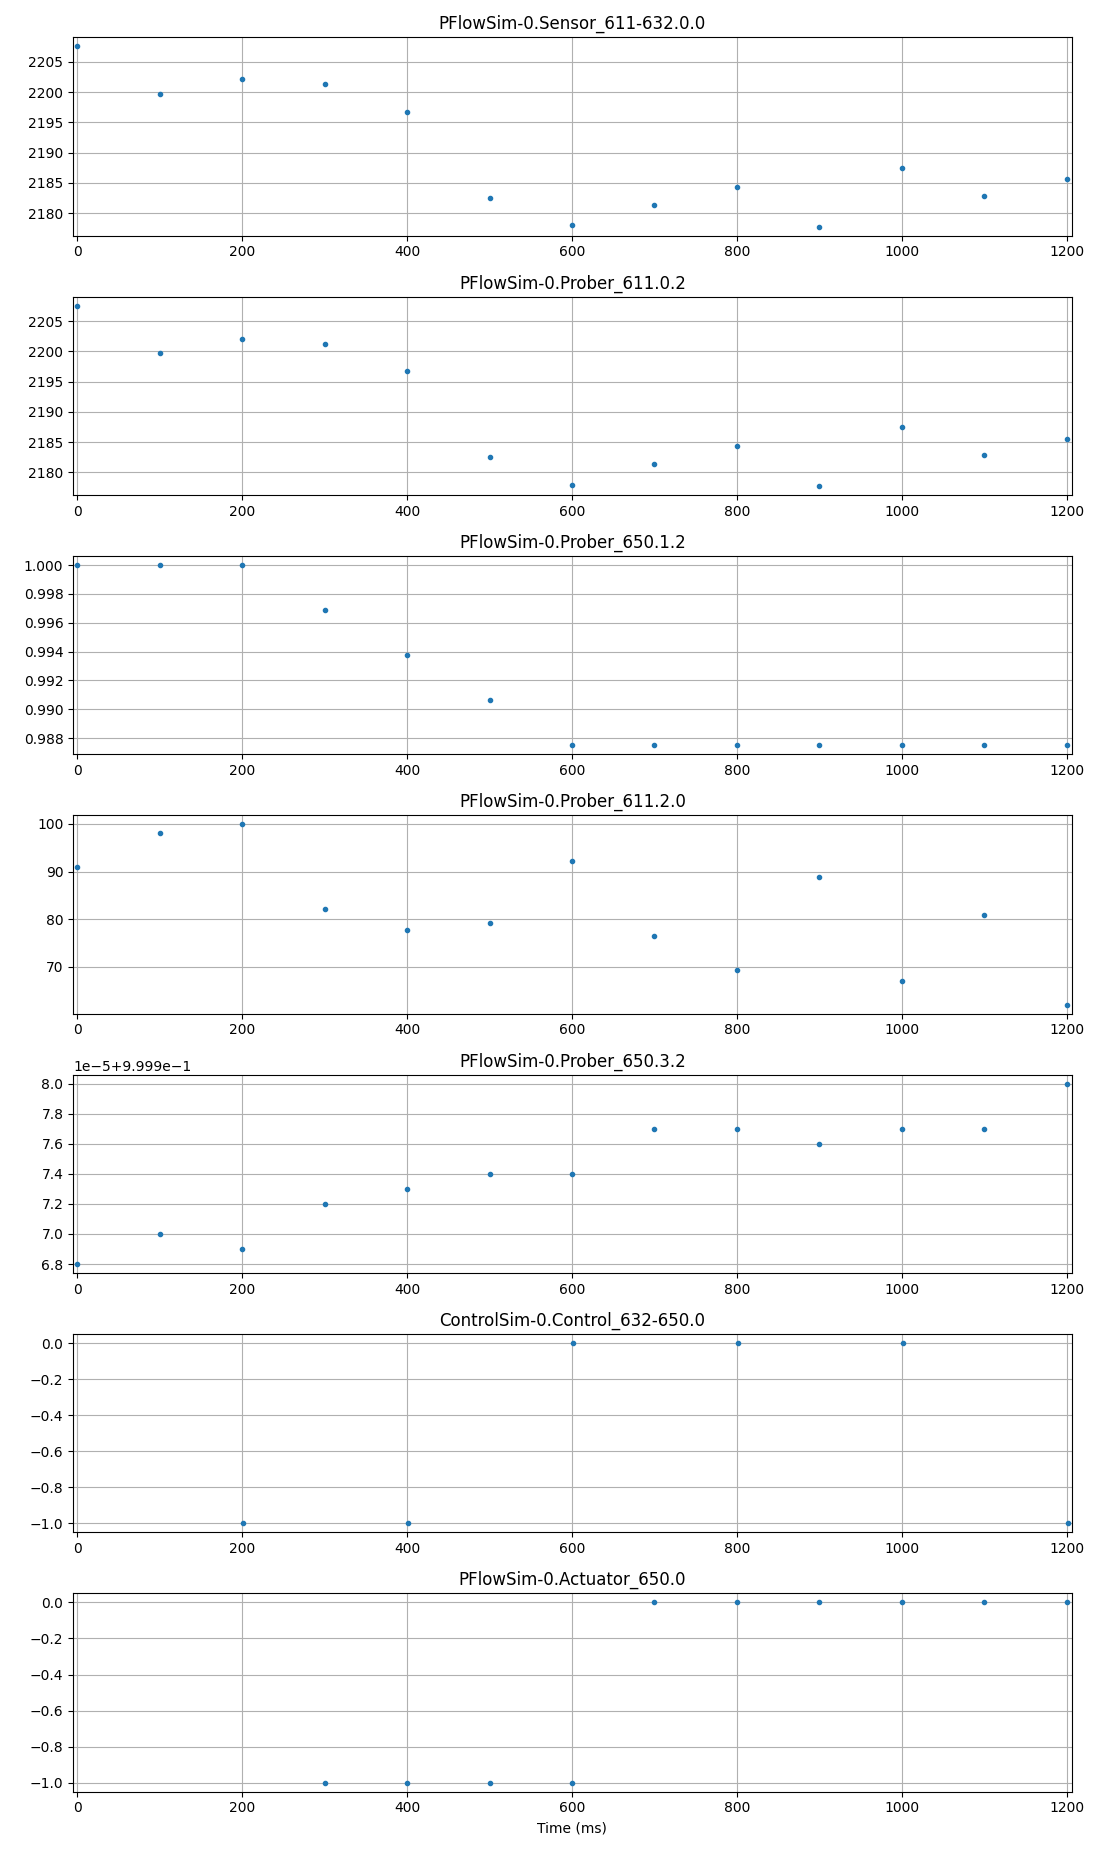 PFlowSim-0.Sensor_611-632.0.0
2205
2200
2195
2190
2185
2180
0 200 400 600 800 1000 1200
PFlowSim-0.Prober_611.0.2
2205
2200
2195
2190
2185
2180
0 200 400 600 800 1000 1200
PFlowSim-0.Prober_650.1.2
1.000
0.998
0.996
0.994
0.992
0.990
0.988
0 200 400 600 800 1000 1200
PFlowSim-0.Prober_611.2.0
100
90
80
70
0 200 400 600 800 1000 1200
PFlowSim-0.Prober_650.3.2
1e−5+9.999e−1
8.0
7.8
7.6
7.4
7.2
7.0
6.8
0 200 400 600 800 1000 1200
ControlSim-0.Control_632-650.0
0.0
−0.2
−0.4
−0.6
−0.8
−1.0
0 200 400 600 800 1000 1200
PFlowSim-0.Actuator_650.0
0.0
−0.2
−0.4
−0.6
−0.8
−1.0
0 200 400 600 800 1000 1200
Time (ms)